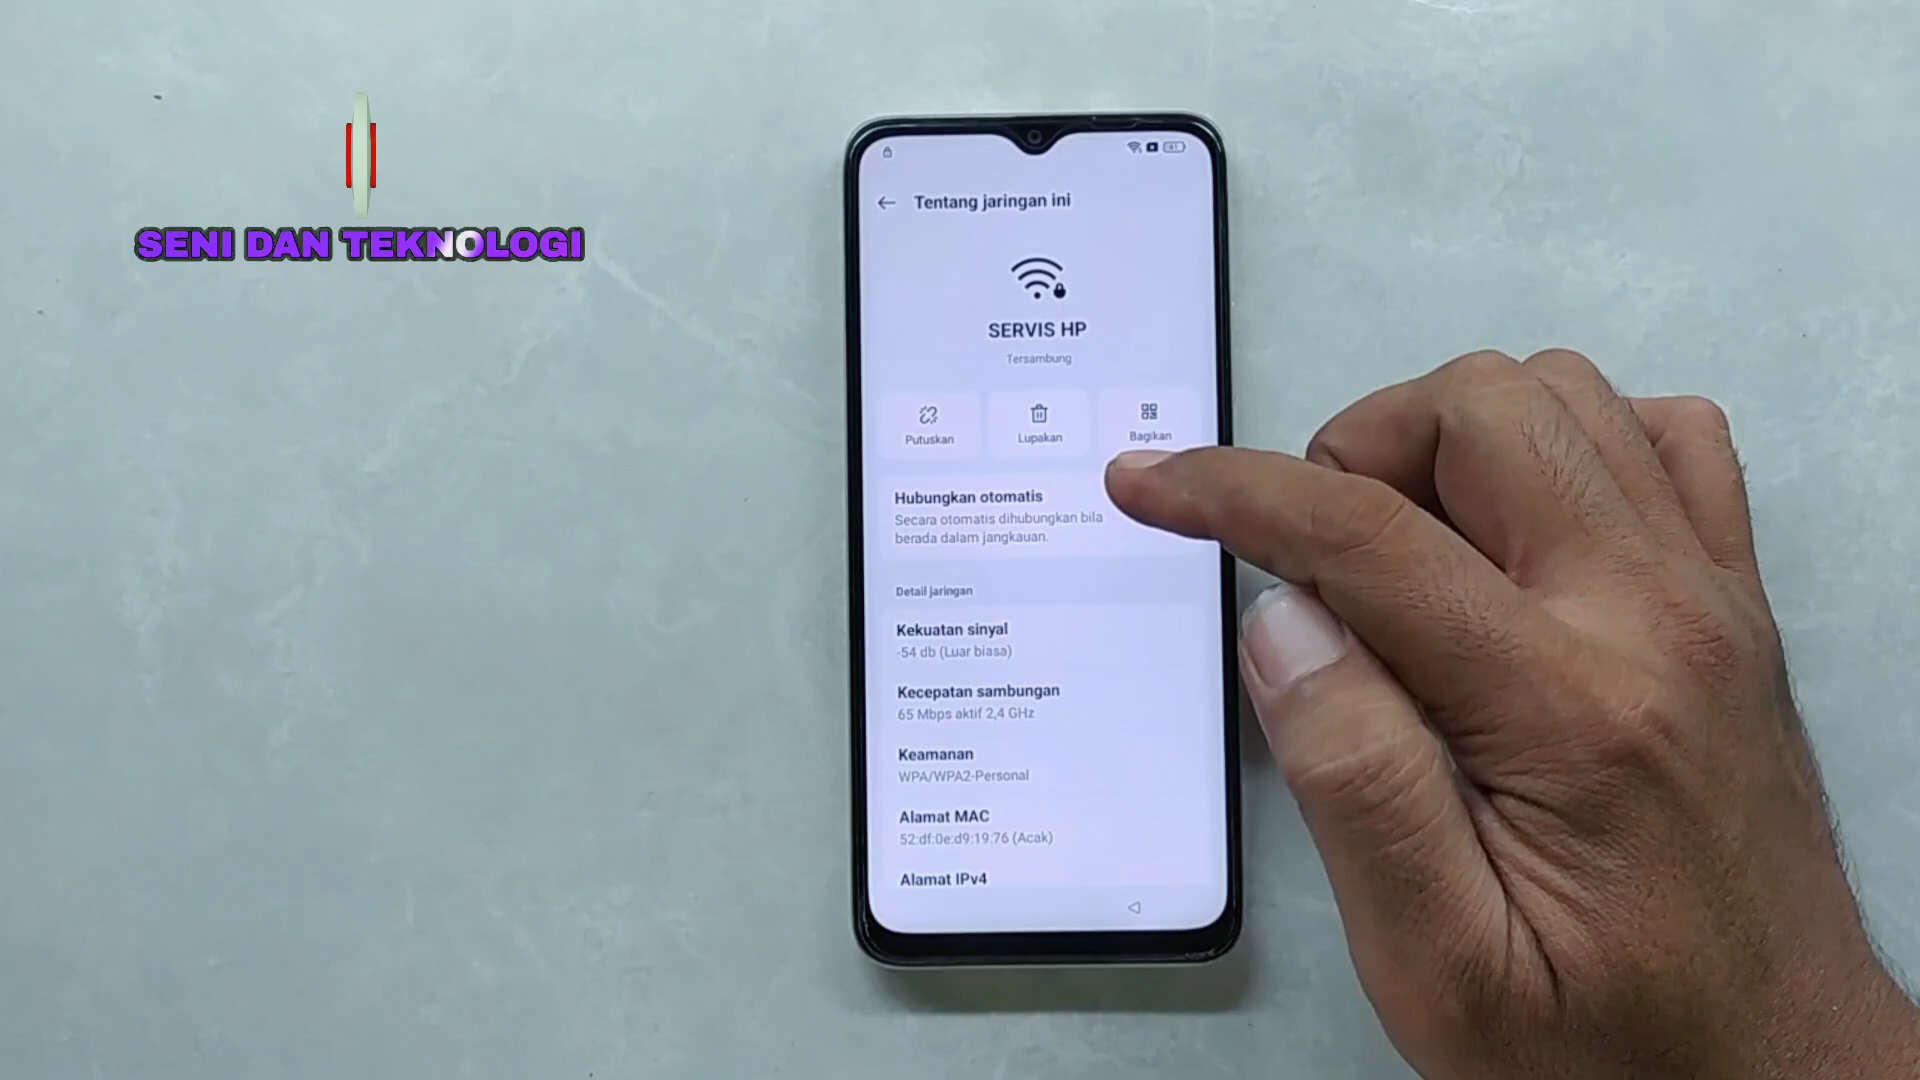 SENI DAN TEKNOLOGI
Tentang jaringan ini
SERVIS HP
Tersambung
Putuskan
Lupakan
Bagikan
Hubungkan otomatis
Secara otomatis dihubungkan bila
berada dalam jangkauan.
Detail jaringan
Kekuatan sinyal
-54 db (Luar biasa)
Kecepatan sambungan
65 Mbps aktif 2,4 GHz
Keamanan
WPA/WPA2-Personal
Alamat MAC
52:df:0e:d9:19:76 (Acak)
Alamat IPv4